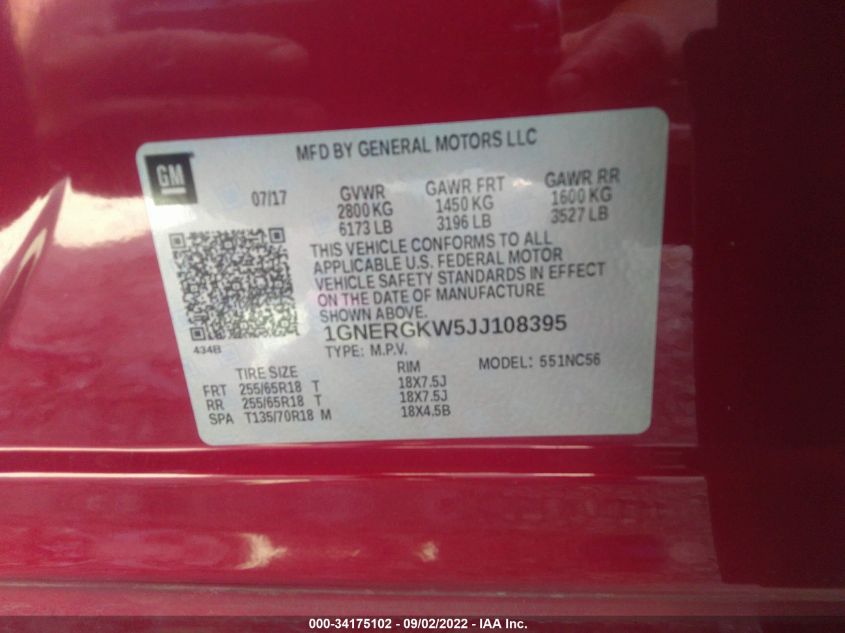 MFD BY GENERAL MOTORS LLC
GM
07/17
GVWR
2800 KG
6173 LB
GAWR FRT
1450 KG
3196 LB
GAWR RR
1600 KG
3527 LB
THIS VEHICLE CONFORMS TO ALL
APPLICABLE U.S. FEDERAL MOTOR
VEHICLE SAFETY STANDARDS IN EFFECT
ON THE DATE OF MANUFACTURE
SHOWN ABOVE.
1GNERGKW5JJ108395
434B
TYPE: M.P.V.
MODEL: 551NC56
TIRE SIZE RIM
FRT 255/65R18 T 18X7.5J
RR 255/65R18 T 18X7.5J
SPA T135/70R18 M 18X4.5B
000-34175102 - 09/02/2022 - IAA Inc.